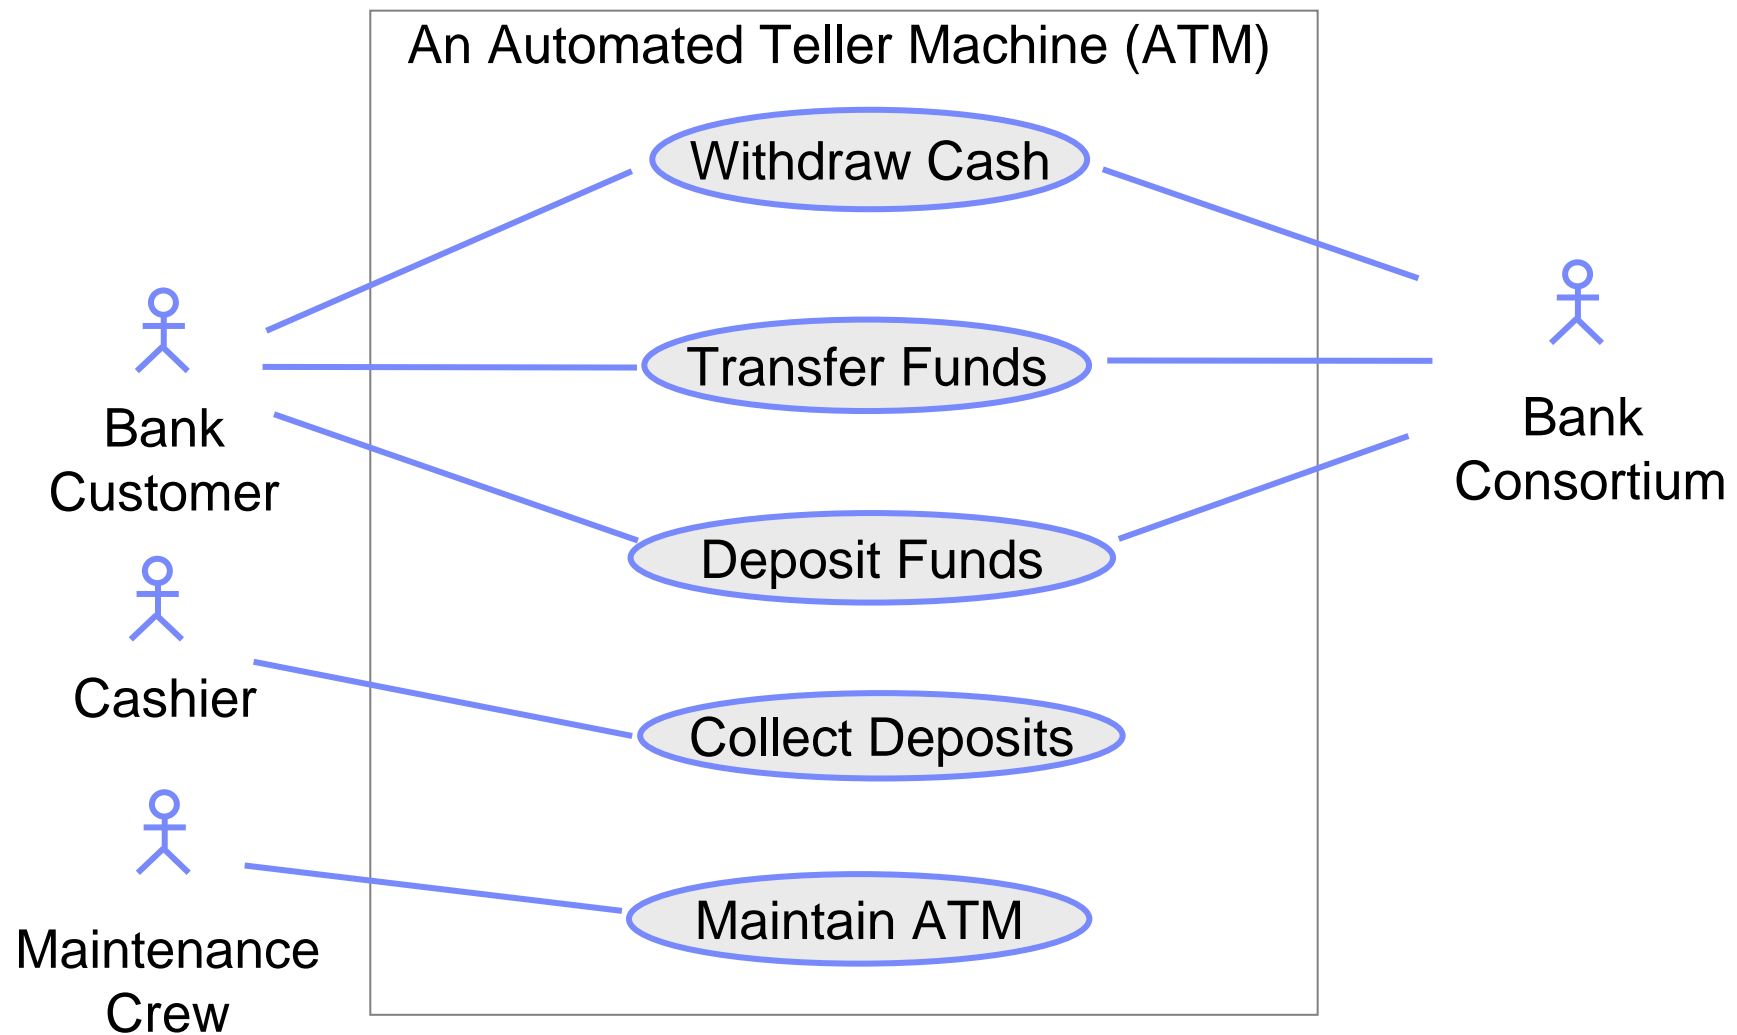 An Automated Teller Machine (ATM)
Withdraw Cash
Transfer Funds
Deposit Funds
Collect Deposits
Maintain ATM
Bank
Customer
Cashier
Maintenance
Crew
Bank
Consortium